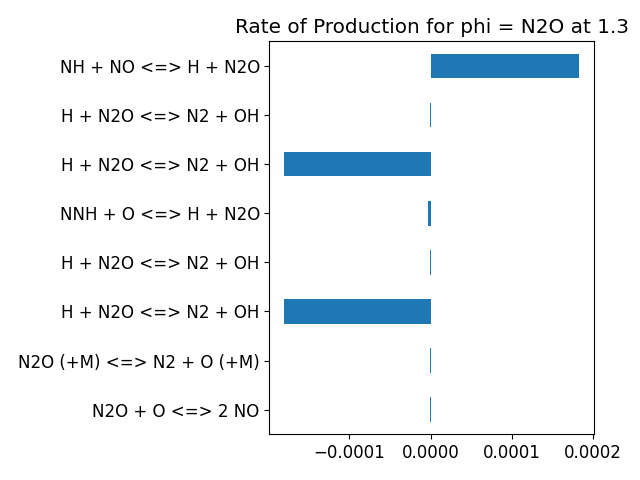 Rate of Production for phi = N2O at 1.3
NH + NO <=> H + N2O
H + N2O <=> N2 + OH
H + N2O <=> N2 + OH
NNH + O <=> H + N2O
H + N2O <=> N2 + OH
H + N2O <=> N2 + OH
N2O (+M) <=> N2 + O (+M)
N2O + O <=> 2 NO
−0.0001 0.0000 0.0001 0.0002